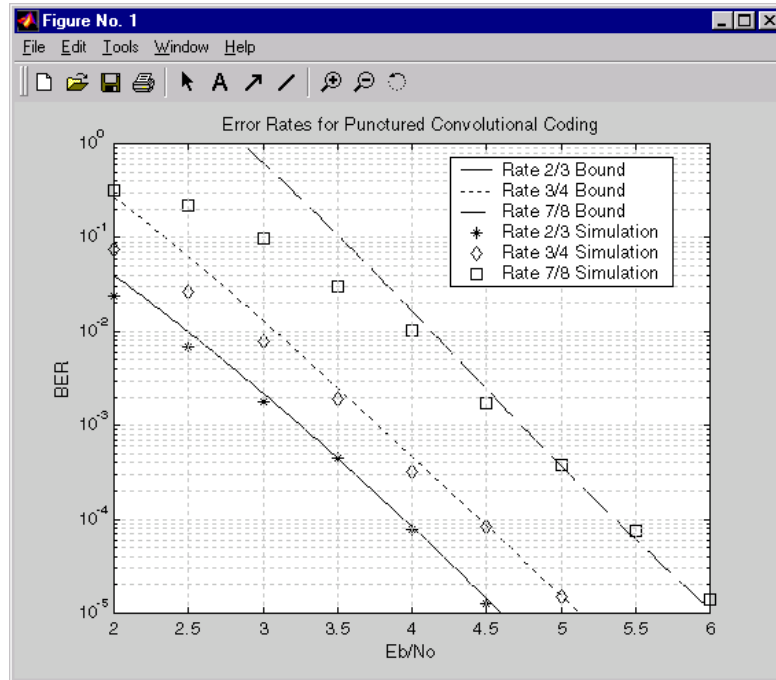 Figure No. 1
File Edit Tools Window Help
Error Rates for Punctured Convolutional Coding
Rate 2/3 Bound
Rate 3/4 Bound
Rate 7/8 Bound
Rate 2/3 Simulation
Rate 3/4 Simulation
Rate 7/8 Simulation
BER
10^0
10^-1
10^-2
10^-3
10^-4
10^-5
2 2.5 3 3.5 4 4.5 5 5.5 6
Eb/No